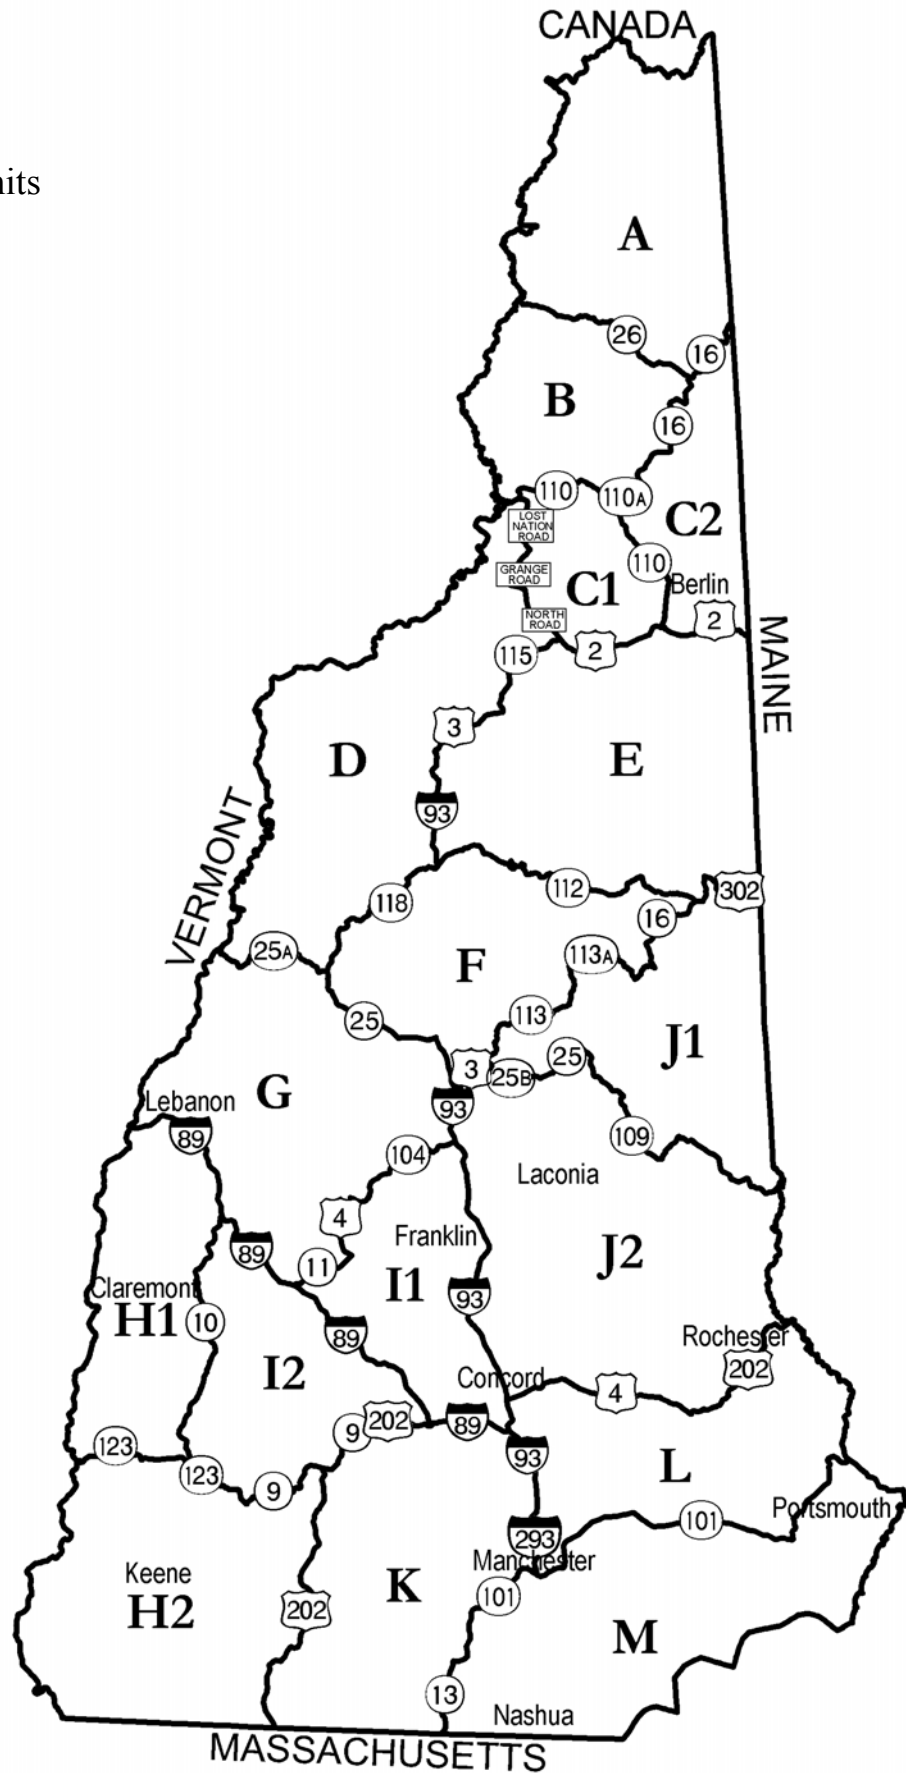 CANADA
nits
A
26
16
B
16
110
110A
C2
LOST
NATION
ROAD
110
GRANGE
ROAD
C1
Berlin
NORTH
ROAD
2
2
115
MAINE
3
D
E
93
VERMONT
112
302
118
16
25A
F
113A
25
113
J1
3
25B
25
G
93
Lebanon
89
109
104
Laconia
4
Franklin
89
11
J2
I1
93
Claremont
H1
10
89
Rochester
I2
Concord
202
4
202
9
89
123
93
L
123
9
Portsmouth
101
293
Manchester
Keene
K
101
H2
202
M
13
Nashua
MASSACHUSETTS